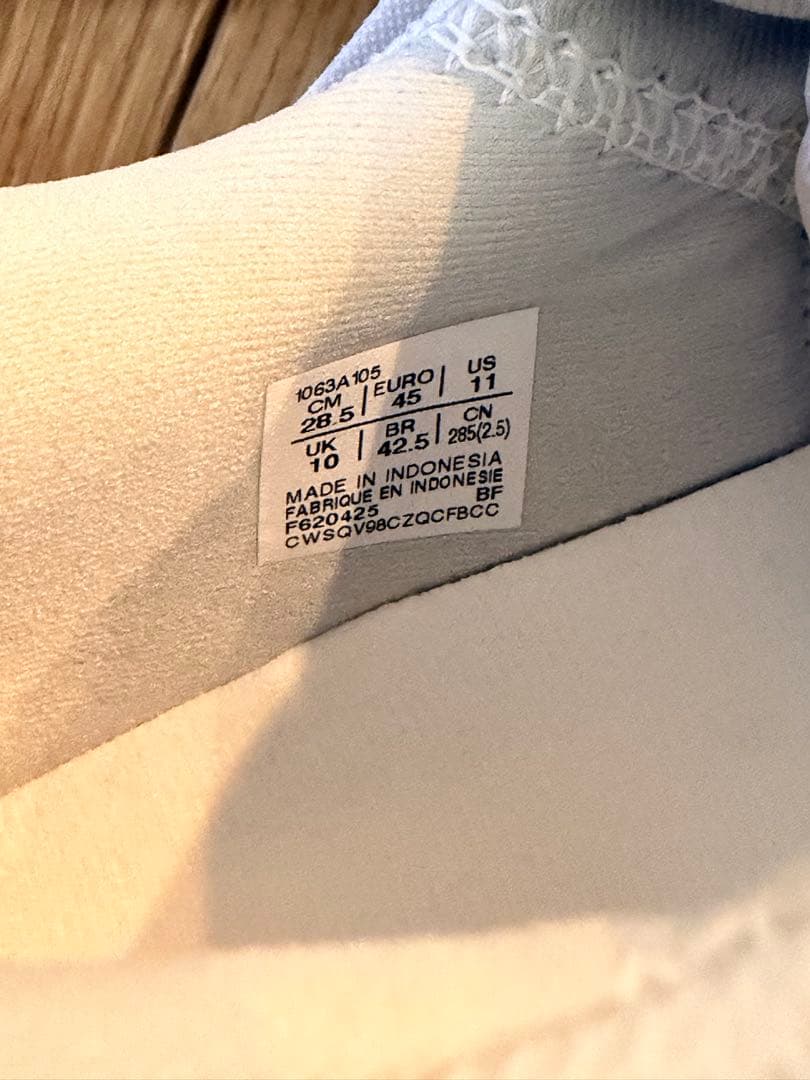 1063A105
CM | EURO | US
28.5 | 45 | 11
UK | BR | CN
10 | 42.5 | 285(2.5)
MADE IN INDONESIA
FABRIQUE EN INDONESIE
F620425 BF
CWSQV98CZQCFBCC